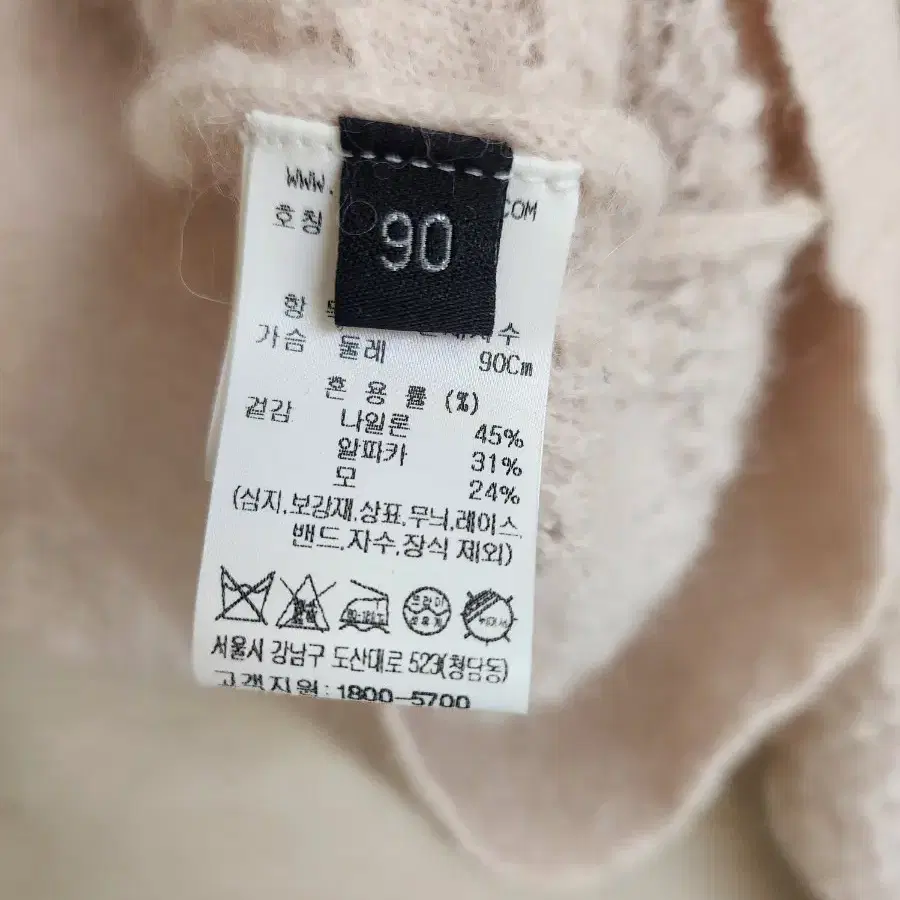 WWW. COM
호칭
90
항
가슴 둘레 90Cm
혼 용 률 (%)
겉감 나일론 45%
알파카 31%
모 24%
(심지.보강재.상표.무늬.레이스.
밴드.자수.장식 제외)
서울시 강남구 도산대로 523(청담동)
고객지원: 1800-5700